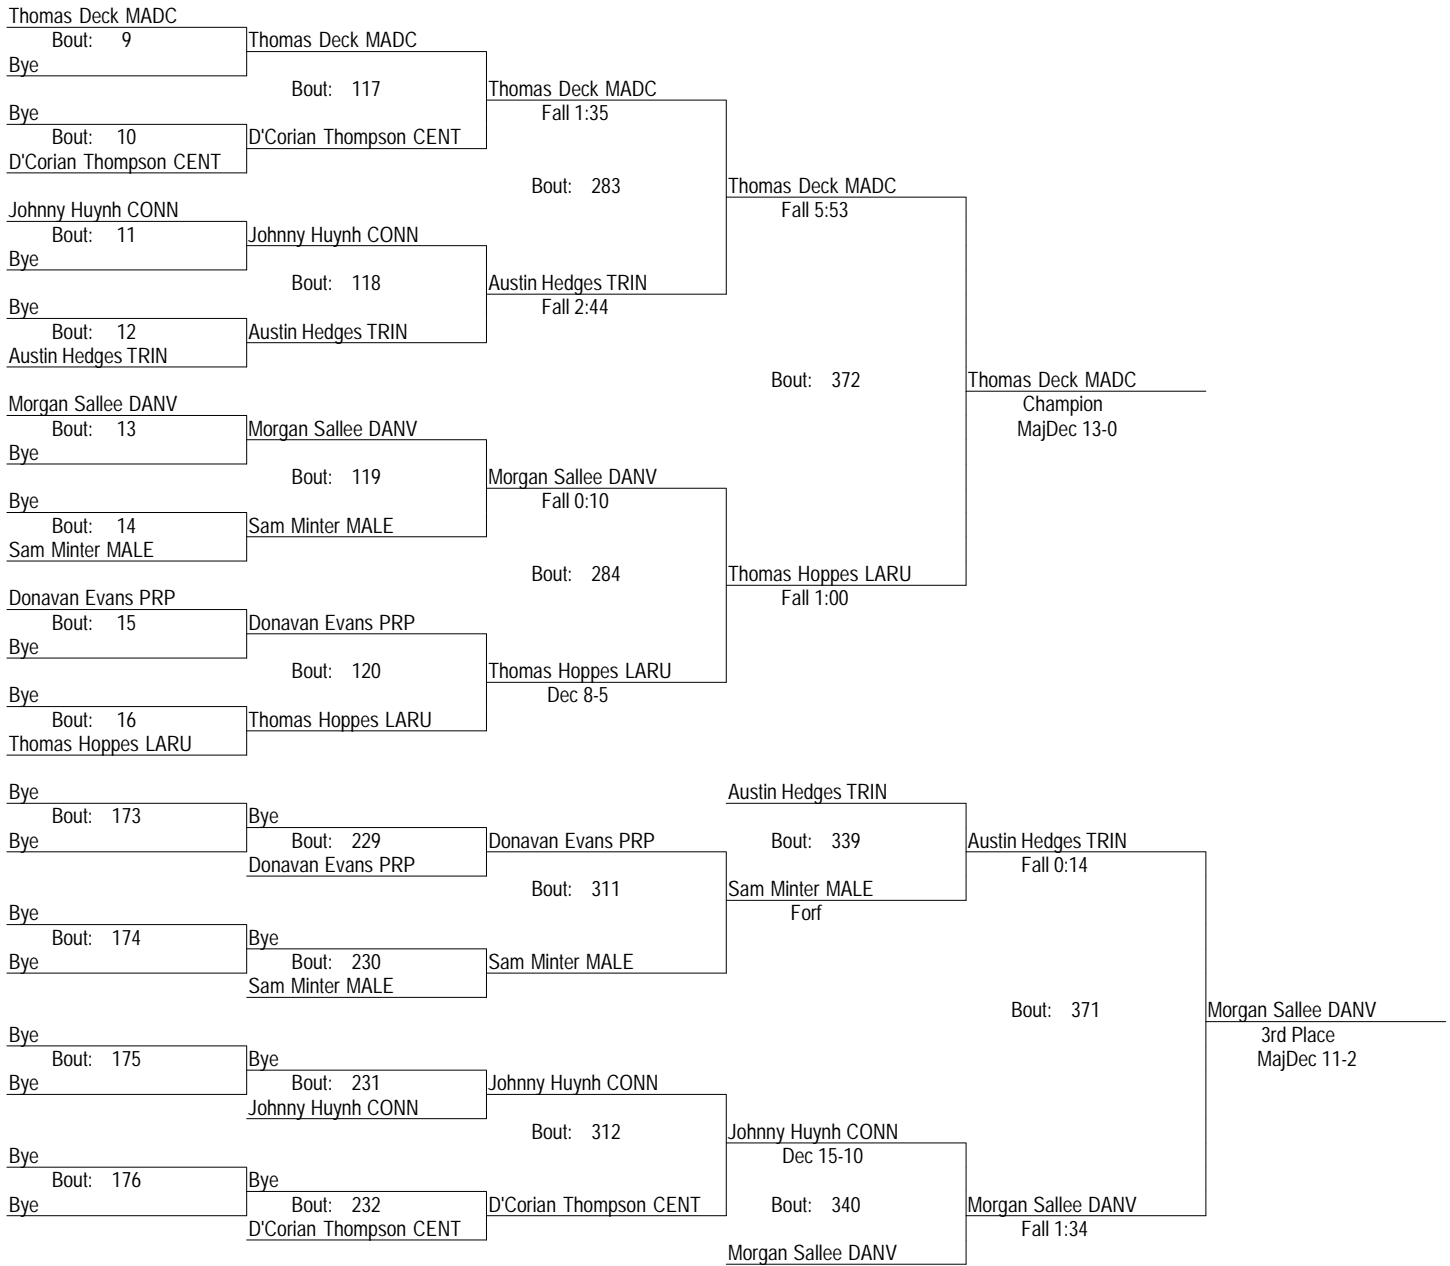 Thomas Deck MADC
Bout: 9
Thomas Deck MADC
Bye
Bout: 117
Thomas Deck MADC
Bye
Fall 1:35
Bout: 10
D'Corian Thompson CENT
D'Corian Thompson CENT
Bout: 283
Thomas Deck MADC
Johnny Huynh CONN
Fall 5:53
Bout: 11
Johnny Huynh CONN
Bye
Bout: 118
Austin Hedges TRIN
Bye
Fall 2:44
Bout: 12
Austin Hedges TRIN
Austin Hedges TRIN
Bout: 372
Thomas Deck MADC
Morgan Sallee DANV
Champion
Bout: 13
Morgan Sallee DANV
MajDec 13-0
Bye
Bout: 119
Morgan Sallee DANV
Bye
Fall 0:10
Bout: 14
Sam Minter MALE
Sam Minter MALE
Bout: 284
Thomas Hoppes LARU
Donavan Evans PRP
Fall 1:00
Bout: 15
Donavan Evans PRP
Bye
Bout: 120
Thomas Hoppes LARU
Bye
Dec 8-5
Bout: 16
Thomas Hoppes LARU
Thomas Hoppes LARU
Bye
Austin Hedges TRIN
Bout: 173
Bye
Bye
Bout: 229
Donavan Evans PRP
Bout: 339
Austin Hedges TRIN
Donavan Evans PRP
Fall 0:14
Bout: 311
Sam Minter MALE
Bye
Forf
Bout: 174
Bye
Bye
Bout: 230
Sam Minter MALE
Sam Minter MALE
Bout: 371
Morgan Sallee DANV
Bye
3rd Place
Bout: 175
Bye
MajDec 11-2
Bye
Bout: 231
Johnny Huynh CONN
Johnny Huynh CONN
Bout: 312
Johnny Huynh CONN
Bye
Dec 15-10
Bout: 176
Bye
Bye
Bout: 232
D'Corian Thompson CENT
Bout: 340
Morgan Sallee DANV
D'Corian Thompson CENT
Fall 1:34
Morgan Sallee DANV